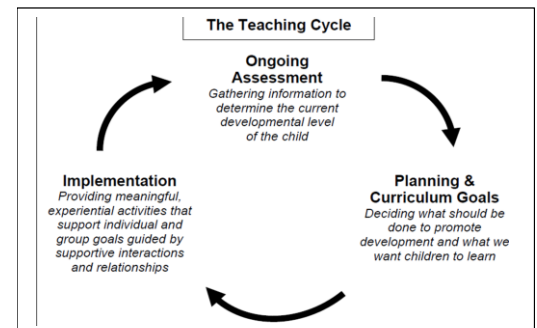 The Teaching Cycle
Ongoing
Assessment
Gathering information to
determine the current
developmental level
of the child
Planning &
Curriculum Goals
Deciding what should be
done to promote
development and what we
want children to learn
Implementation
Providing meaningful,
experiential activities that
support individual and
group goals guided by
supportive interactions
and relationships